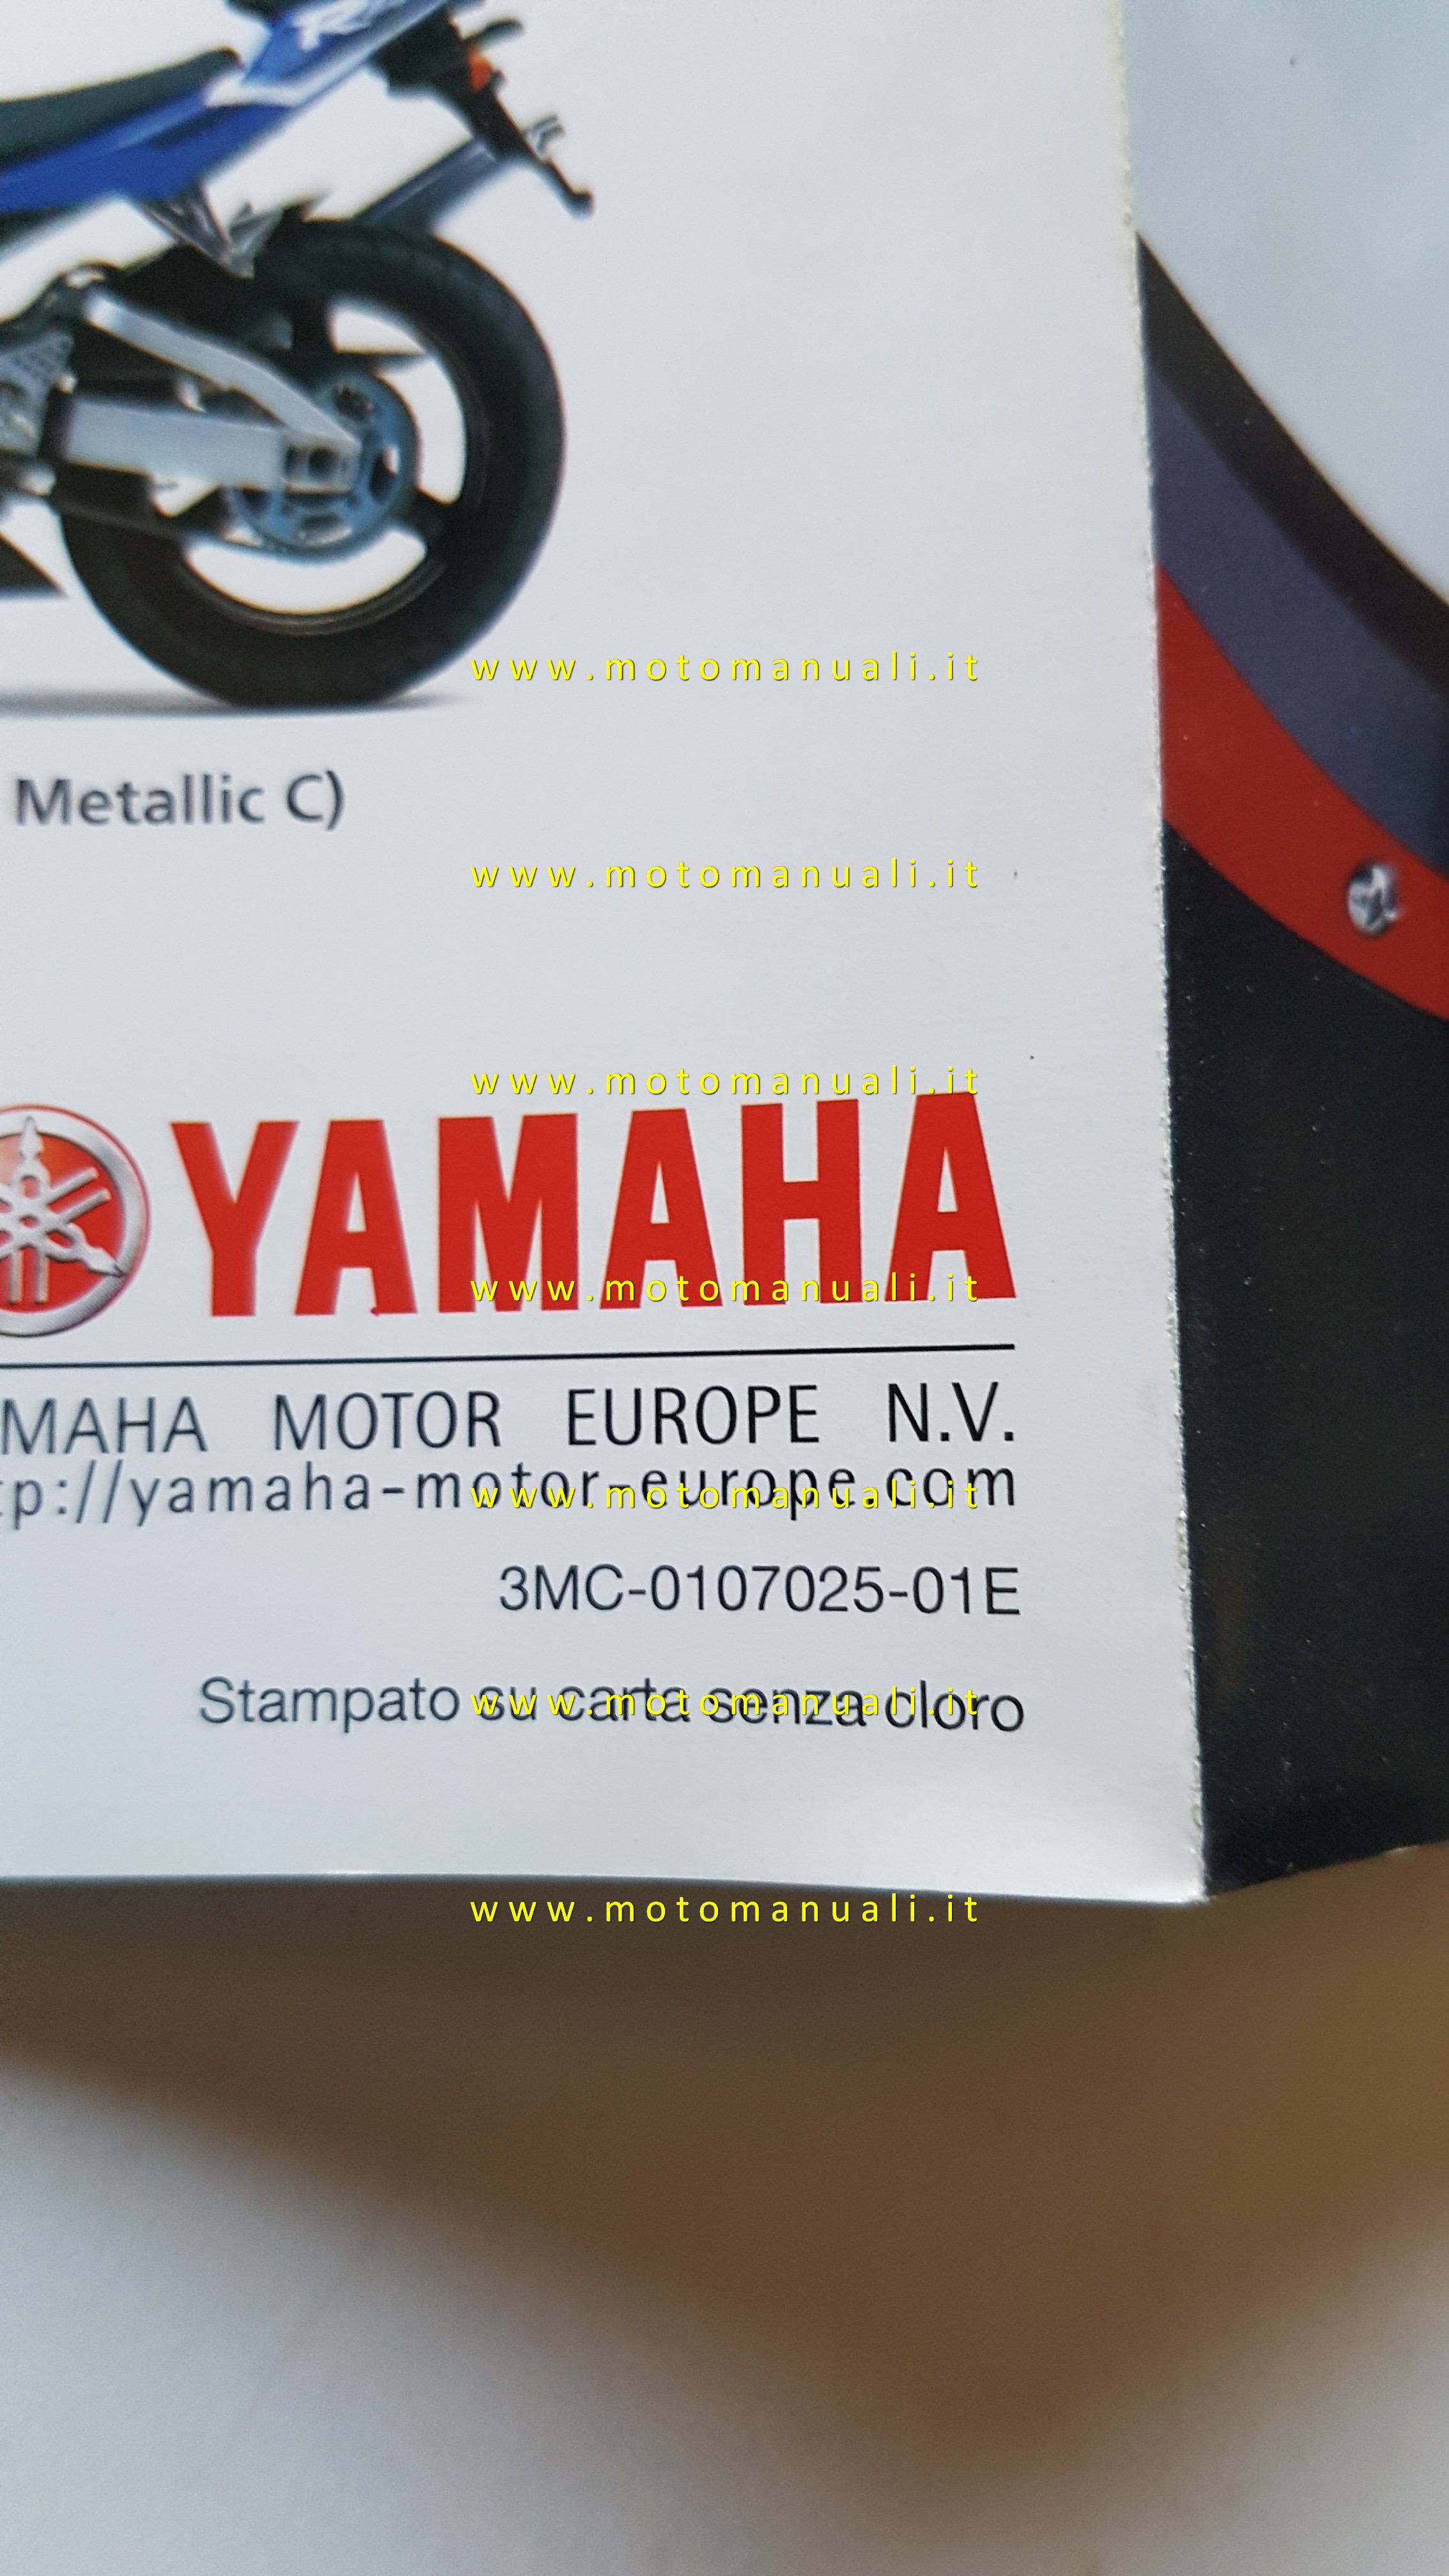 www.motomanuali.it
Metallic C)
www.motomanuali.it
www.motomanuali.it
YAMAHA
www.motomanuali.it
MAHA MOTOR EUROPE N.V.
tp://yamaha-motor-europe.com
www.motomanuali.it
3MC-0107025-01E
Stampato su carta senza cloro
www.motomanuali.it
www.motomanuali.it